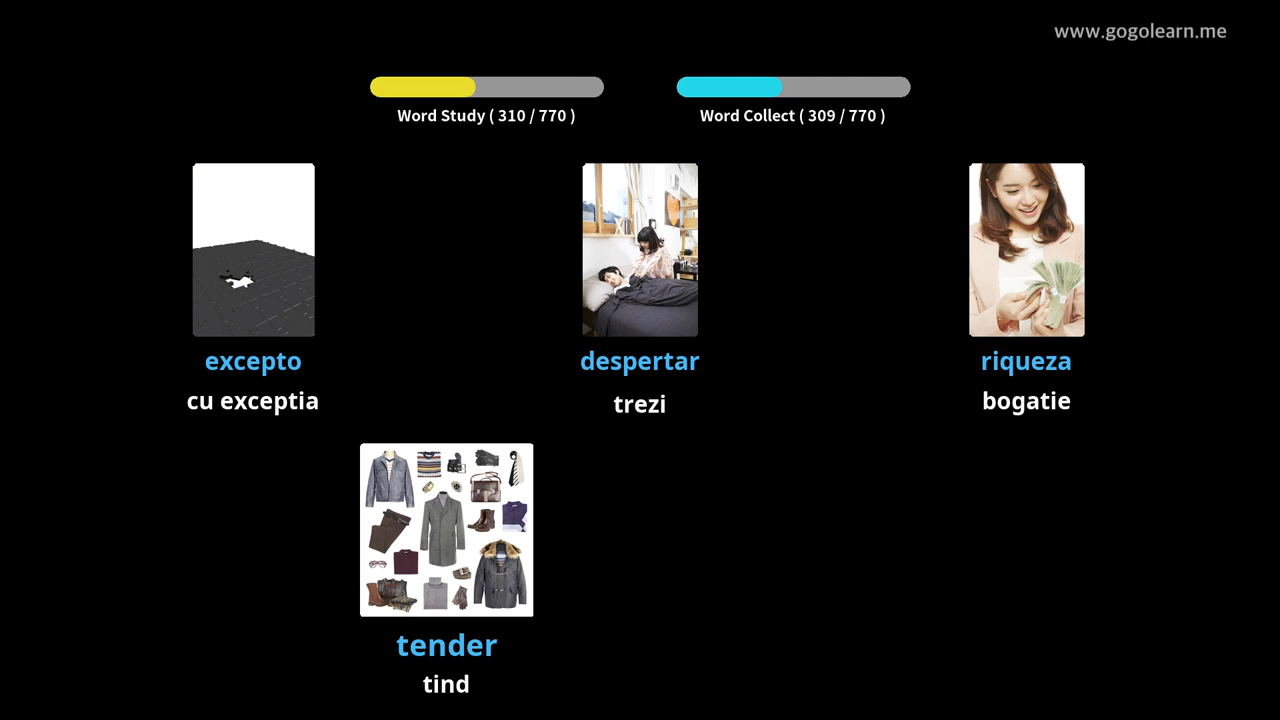 www.gogolearn.me
Word Study ( 310 / 770 )
Word Collect ( 309 / 770 )
excepto
cu exceptia
despertar
trezi
riqueza
bogatie
tender
tind